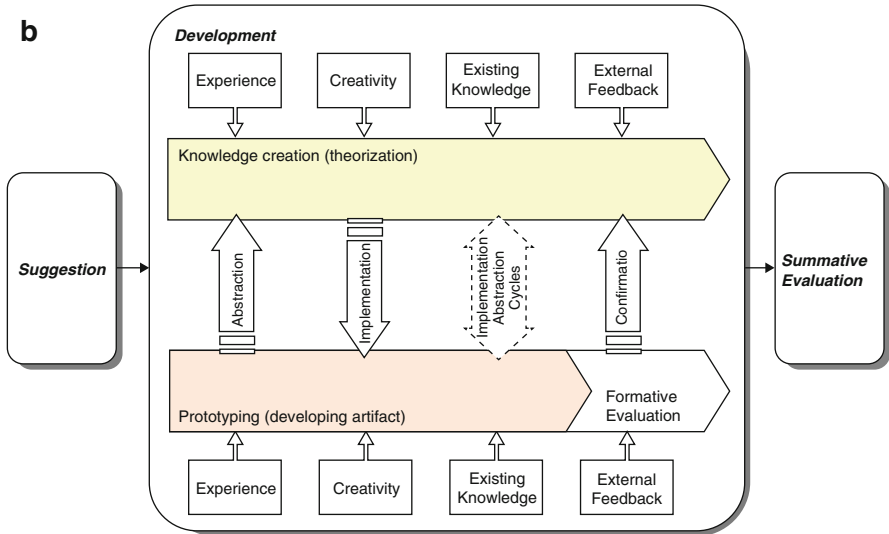 b
Development
Experience
Creativity
Existing
Knowledge
External
Feedback
Knowledge creation (theorization)
Suggestion
Abstraction
Implementation
Implementation
Abstraction
Cycles
Confirmatio
Summative
Evaluation
Prototyping (developing artifact)
Formative
Evaluation
Experience
Creativity
Existing
Knowledge
External
Feedback